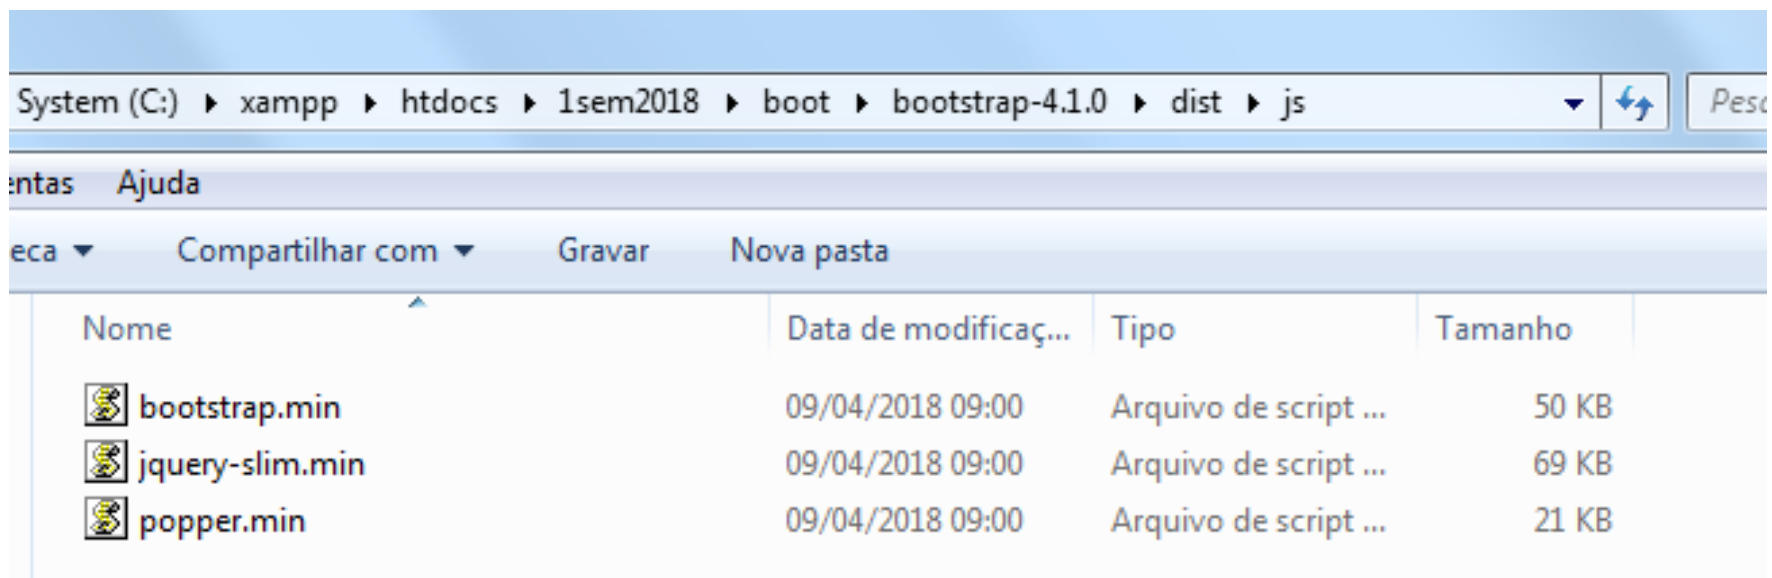 System (C:) xampp htdocs 1sem2018 boot bootstrap-4.1.0 dist js Pesc
entas Ajuda
eca Compartilhar com Gravar Nova pasta
Nome Data de modificaç... Tipo Tamanho
bootstrap.min 09/04/2018 09:00 Arquivo de script ... 50 KB
jquery-slim.min 09/04/2018 09:00 Arquivo de script ... 69 KB
popper.min 09/04/2018 09:00 Arquivo de script ... 21 KB